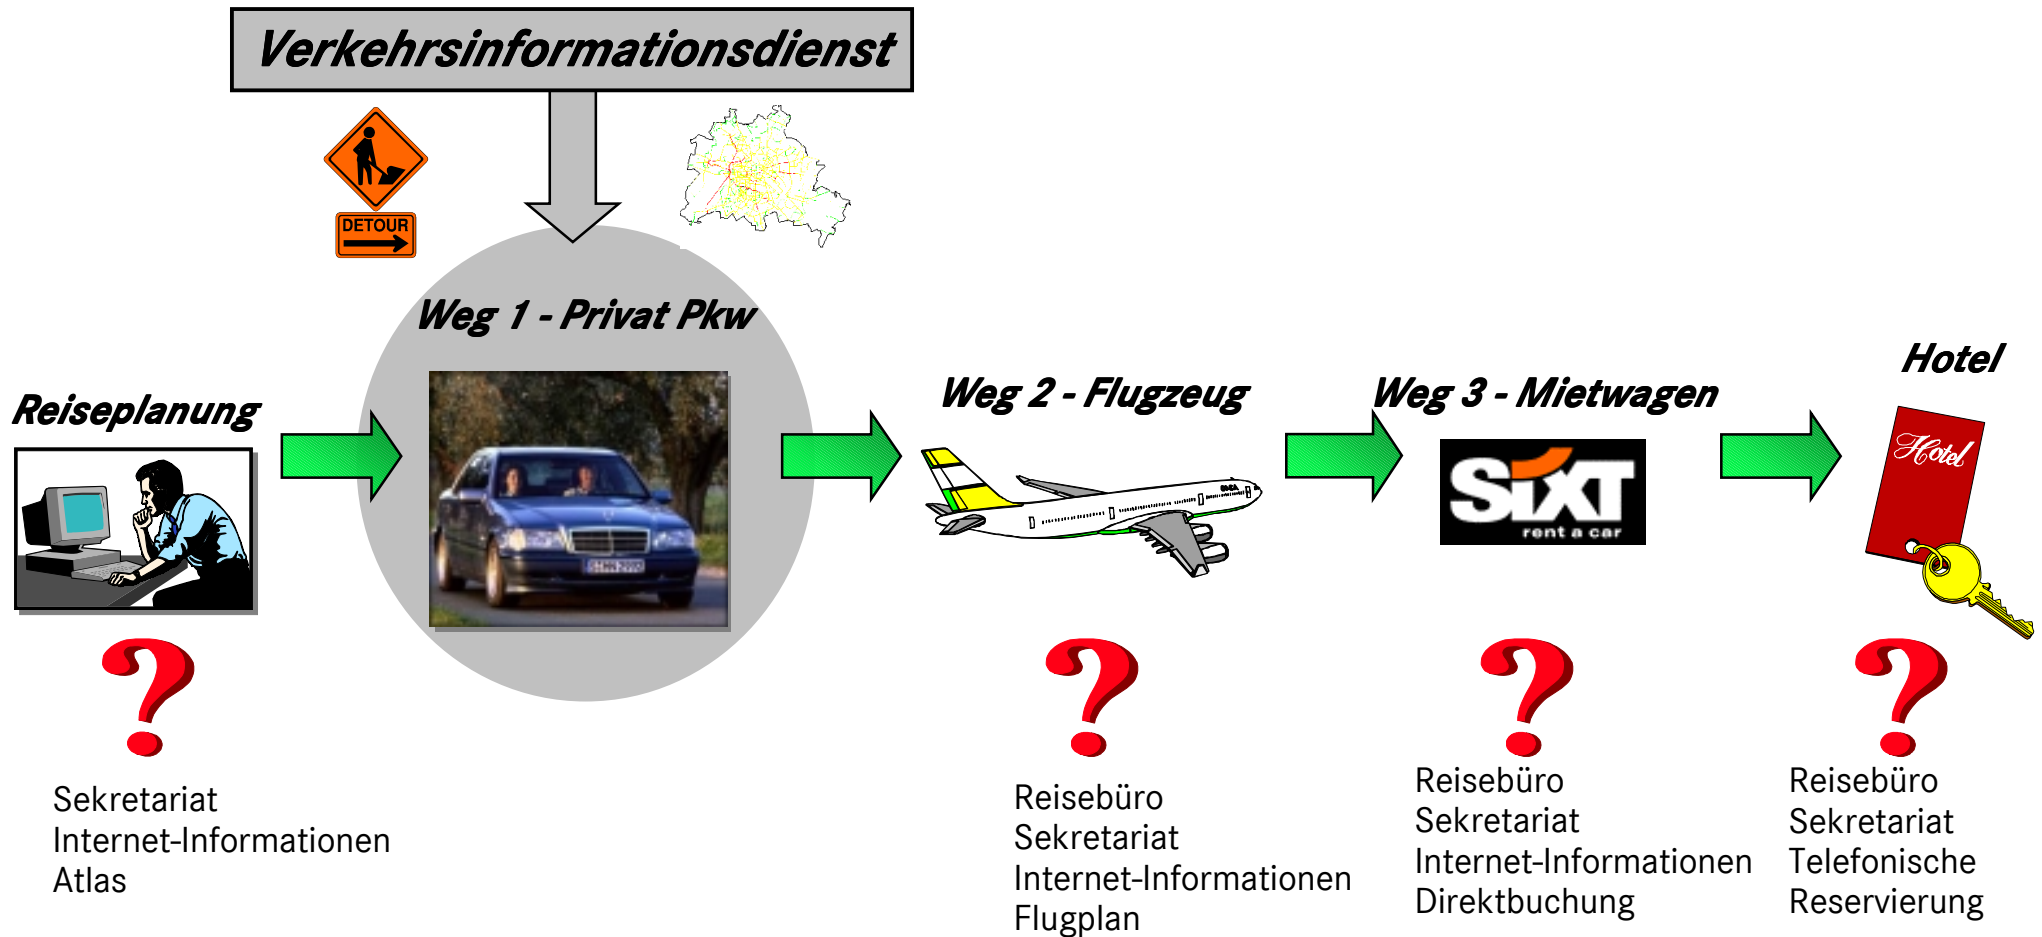 Verkehrsinformationsdienst
DETOUR
Weg 1 - Privat Pkw
Reiseplanung
Weg 2 - Flugzeug
Weg 3 - Mietwagen
Hotel
SiXT
rent a car
Hotel
?
Sekretariat
Internet-Informationen
Atlas
?
Reisebüro
Sekretariat
Internet-Informationen
Flugplan
?
Reisebüro
Sekretariat
Internet-Informationen
Direktbuchung
?
Reisebüro
Sekretariat
Telefonische
Reservierung